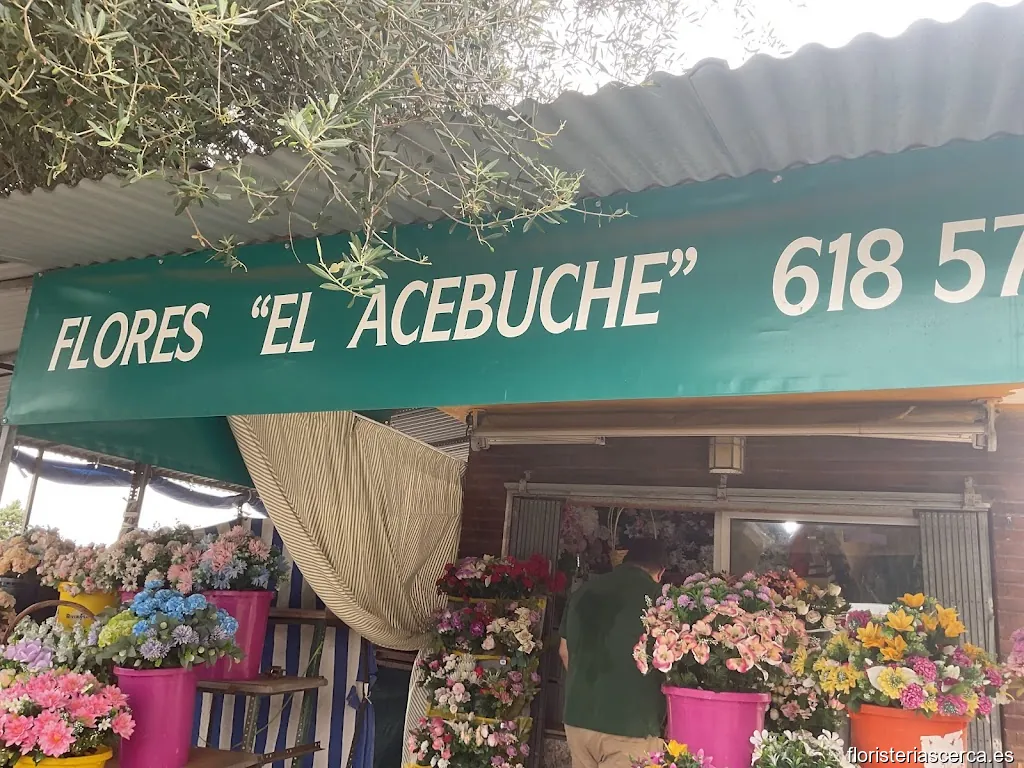 FLORES “EL ACEBUCHE” 618 57
floristeriascerca.es